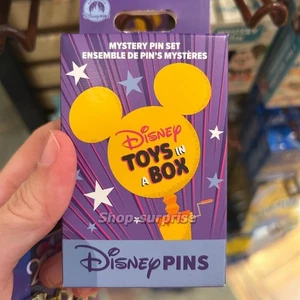 MYSTERY PIN SET
ENSEMBLE DE PIN'S MYSTÈRES
Disney
TOYS IN
A BOX
Shop-surprise
Disney PINS